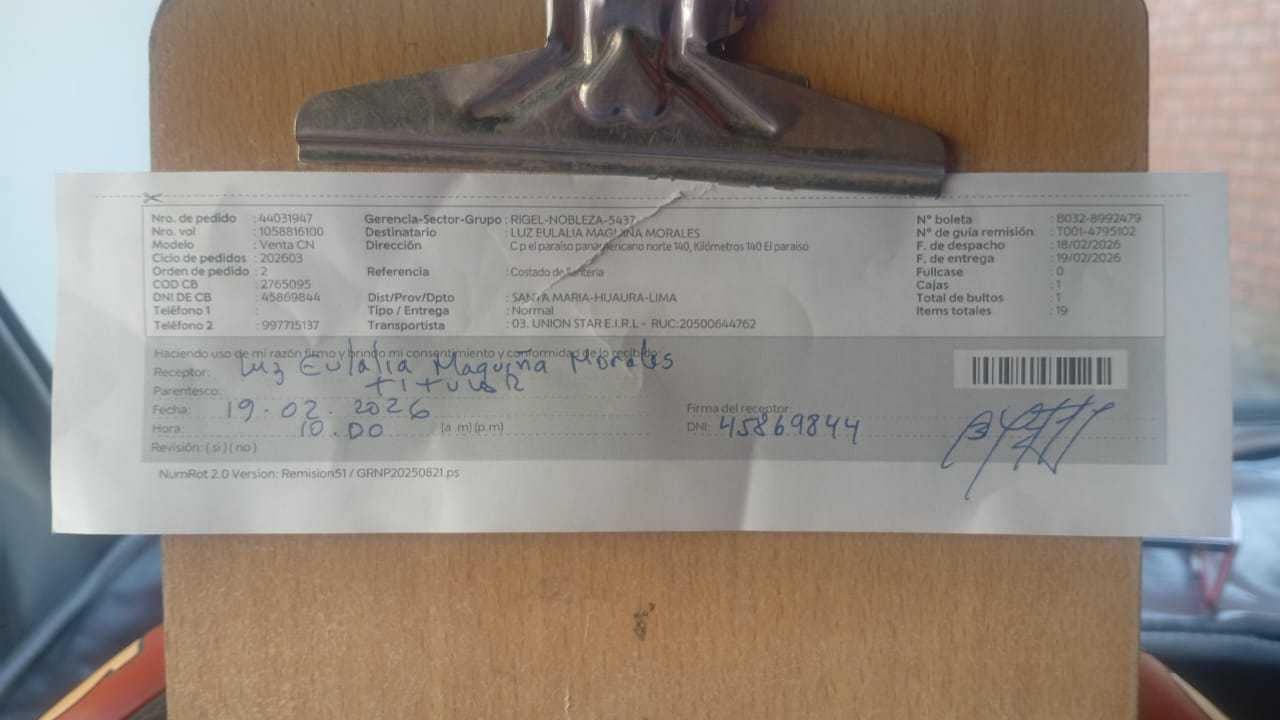 Nro. de pedido : 44031947 Gerencia-Sector-Grupo : RIGEL-NOBLEZA-5437 N° boleta : B032-8992479
Nro. vol : 1058816100 Destinatario : LUZ EULALIA MAGUIÑA MORALES N° de guía remisión : T001-4795102
Modelo : Venta CN Dirección : C p el paraíso panamericano norte 140, Kilómetros 140 El paraiso F. de despacho : 18/02/2026
Ciclo de pedidos : 202603 F. de entrega : 19/02/2026
Orden de pedido : 2 Referencia : Costado de Santeria Fullcase : 0
COD CB : 2765095 Cajas : 1
DNI DE CB : 45869844 Dist/Prov/Dpto : SANTA MARIA-HUAURA-LIMA Total de bultos : 1
Teléfono 1 : Tipo / Entrega : Normal Items totales : 19
Teléfono 2 : 997715137 Transportista : 03. UNION STAR E.I.R.L - RUC:20500644762
Haciendo uso de mi razón firmo y brindo mi consentimiento y conformidad de lo recibido
Receptor: Luz Eulalia Maguiña Morales
Parentesco: titular
Fecha: 19.02.2026 Firma del receptor
Hora: 10.00 (a.m)(p.m) DNI: 45869844
Revisión: ( si ) ( no )
NumRot 2.0 Version: Remision51 / GRNP20250821.ps